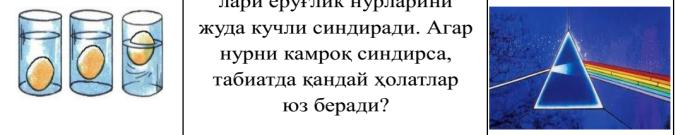 лари ёруғлик нурларини
жуда кучли синдиради. Агар
нурни камроқ синдирса,
табиатда қандай ҳолатлар
юз беради?